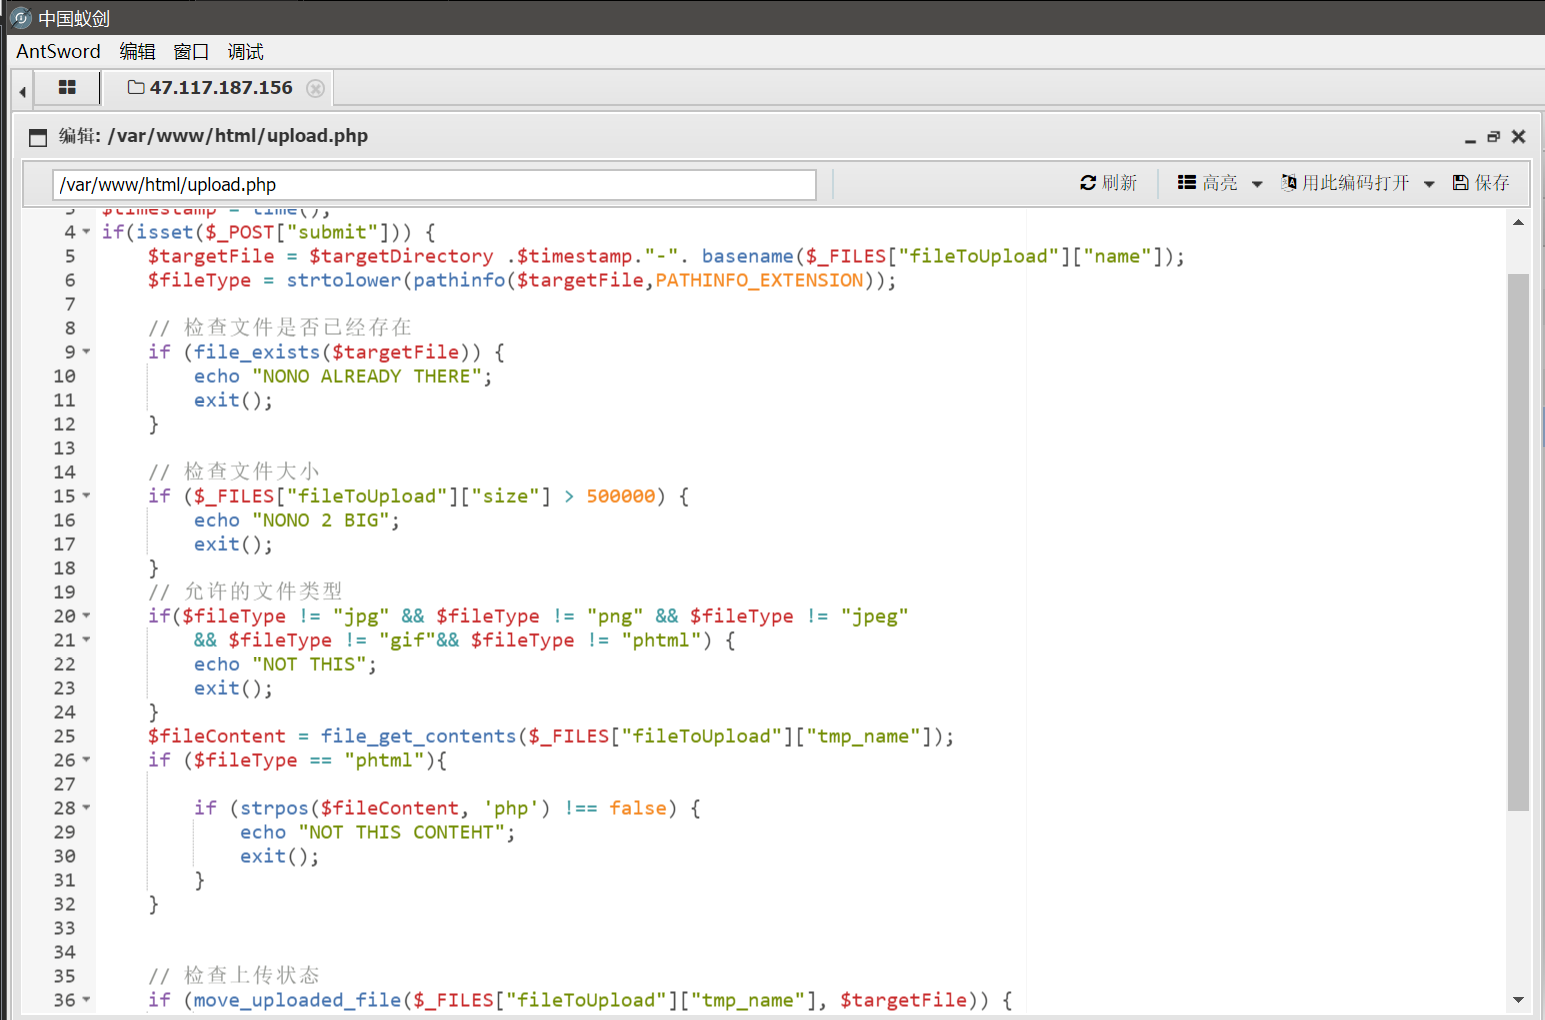 中国蚁剑
AntSword 编辑 窗口 调试
47.117.187.156
编辑: /var/www/html/upload.php
/var/www/html/upload.php 刷新 高亮 用此编码打开 保存
3 $timestamp = time();
4 if(isset($_POST["submit"])) {
5 $targetFile = $targetDirectory .$timestamp."-". basename($_FILES["fileToUpload"]["name"]);
6 $fileType = strtolower(pathinfo($targetFile,PATHINFO_EXTENSION));
7
8 // 检查文件是否已经存在
9 if (file_exists($targetFile)) {
10 echo "NONO ALREADY THERE";
11 exit();
12 }
13
14 // 检查文件大小
15 if ($_FILES["fileToUpload"]["size"] > 500000) {
16 echo "NONO 2 BIG";
17 exit();
18 }
19 // 允许的文件类型
20 if($fileType != "jpg" && $fileType != "png" && $fileType != "jpeg"
21 && $fileType != "gif"&& $fileType != "phtml") {
22 echo "NOT THIS";
23 exit();
24 }
25 $fileContent = file_get_contents($_FILES["fileToUpload"]["tmp_name"]);
26 if ($fileType == "phtml"){
27
28 if (strpos($fileContent, 'php') !== false) {
29 echo "NOT THIS CONTEHT";
30 exit();
31 }
32 }
33
34
35 // 检查上传状态
36 if (move_uploaded_file($_FILES["fileToUpload"]["tmp_name"], $targetFile)) {